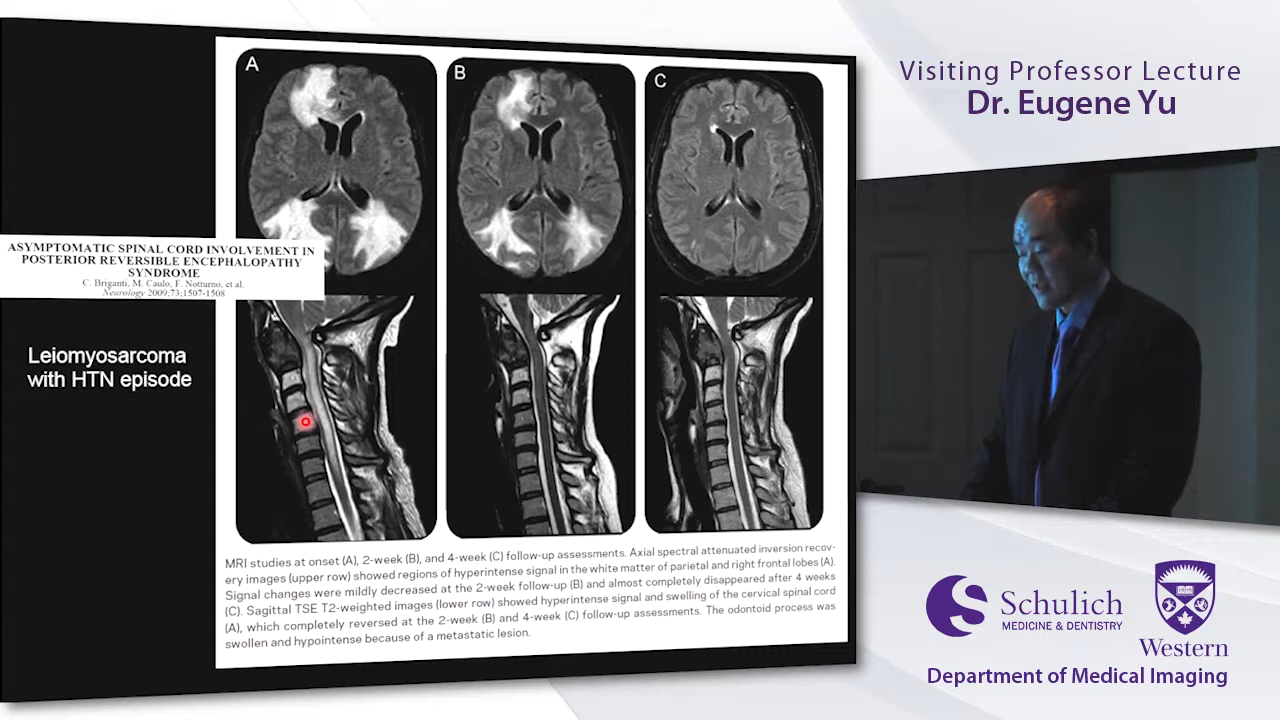 Visiting Professor Lecture
Dr. Eugene Yu
A
B
C
ASYMPTOMATIC SPINAL CORD INVOLVEMENT IN
POSTERIOR REVERSIBLE ENCEPHALOPATHY
SYNDROME
C. Briganti, M. Caulo, F. Notturno, et al.
Neurology 2009;73;1507-1508
Leiomyosarcoma
with HTN episode
MRI studies at onset (A), 2-week (B), and 4-week (C) follow-up assessments. Axial spectral attenuated inversion recov-
ery images (upper row) showed regions of hyperintense signal in the white matter of parietal and right frontal lobes (A).
Signal changes were mildly decreased at the 2-week follow-up (B) and almost completely disappeared after 4 weeks
(C). Sagittal TSE T2-weighted images (lower row) showed hyperintense signal and swelling of the cervical spinal cord
(A), which completely reversed at the 2-week (B) and 4-week (C) follow-up assessments. The odontoid process was
swollen and hypointense because of a metastatic lesion.
Schulich
MEDICINE & DENTISTRY
Western
Department of Medical Imaging